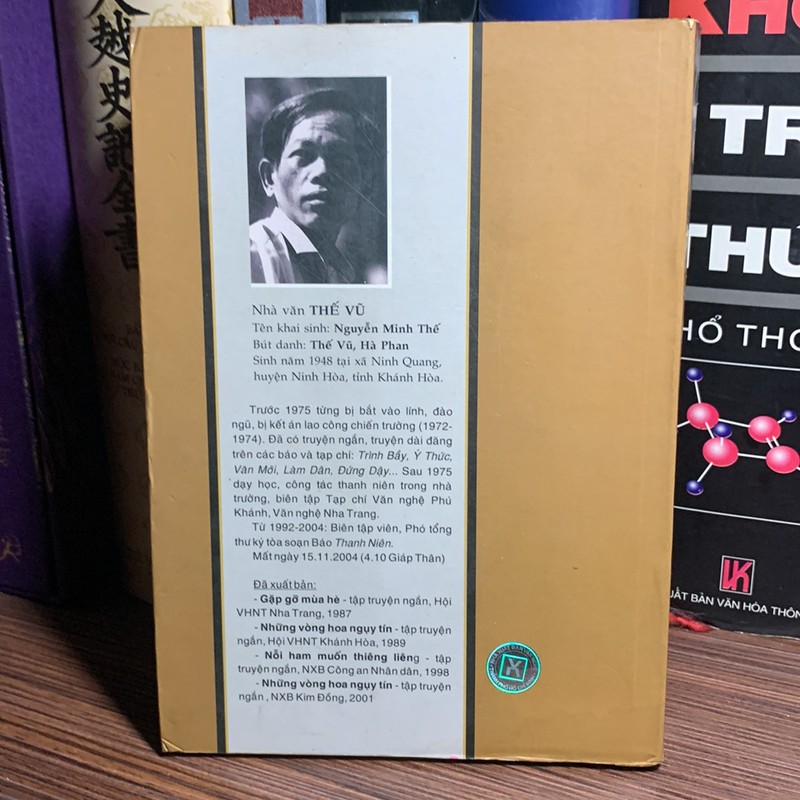 Nhà văn THẾ VŨ
Tên khai sinh: Nguyễn Minh Thế
Bút danh: Thế Vũ, Hà Phan
Sinh năm 1948 tại xã Ninh Quang,
huyện Ninh Hòa, tỉnh Khánh Hòa.
Trước 1975 từng bị bắt vào lính, đào
ngũ, bị kết án lao công chiến trường (1972-
1974). Đã có truyện ngắn, truyện dài đăng
trên các báo và tạp chí: Trình Bầy, Ý Thức,
Văn Mới, Làm Dân, Đứng Dậy... Sau 1975
dạy học, công tác thanh niên trong nhà
trường, biên tập Tạp chí Văn nghệ Phú
Khánh, Văn nghệ Nha Trang.
Từ 1992-2004: Biên tập viên, Phó tổng
thư ký tòa soạn Báo Thanh Niên.
Mất ngày 15.11.2004 (4.10 Giáp Thân)
Đã xuất bản:
- Gặp gỡ mùa hè - tập truyện ngắn, Hội
VHNT Nha Trang, 1987
- Những vòng hoa ngụy tín - tập truyện
ngắn, Hội VHNT Khánh Hòa, 1989
- Nỗi ham muốn thiêng liêng - tập
truyện ngắn, NXB Công an Nhân dân, 1998
- Những vòng hoa ngụy tín - tập truyện
ngắn , NXB Kim Đồng, 2001
越史記全書
KHO
TR
THỨ
HỔ THO
UẤT BẢN VĂN HÓA THÔN